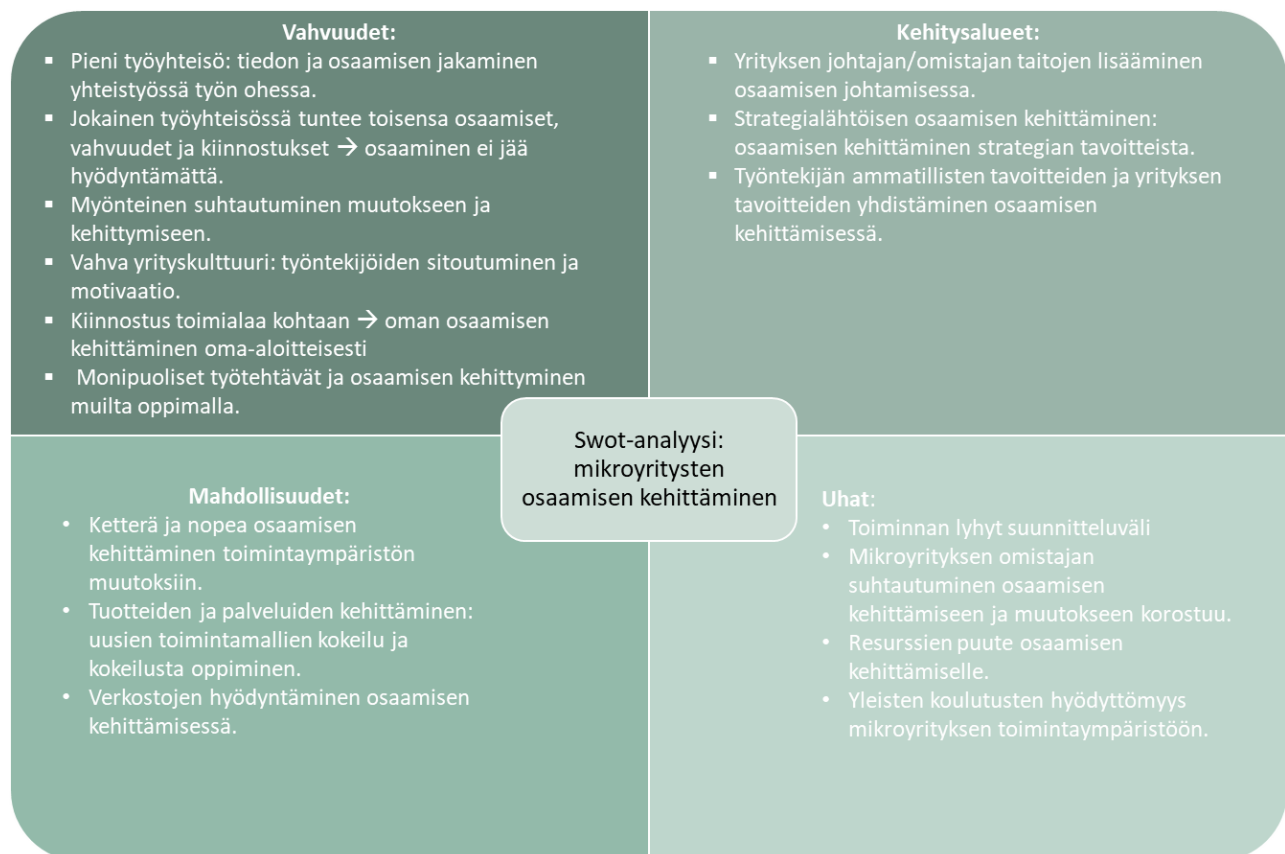 Vahvuudet:
▪ Pieni työyhteisö: tiedon ja osaamisen jakaminen
yhteistyössä työn ohessa.
▪ Jokainen työyhteisössä tuntee toisensa osaamiset,
vahvuudet ja kiinnostukset → osaaminen ei jää
hyödyntämättä.
▪ Myönteinen suhtautuminen muutokseen ja
kehittymiseen.
▪ Vahva yrityskulttuuri: työntekijöiden sitoutuminen ja
motivaatio.
▪ Kiinnostus toimialaa kohtaan → oman osaamisen
kehittäminen oma-aloitteisesti
▪ Monipuoliset työtehtävät ja osaamisen kehittyminen
muilta oppimalla.
Kehitysalueet:
▪ Yrityksen johtajan/omistajan taitojen lisääminen
osaamisen johtamisessa.
▪ Strategialähtöisen osaamisen kehittäminen:
osaamisen kehittäminen strategian tavoitteista.
▪ Työntekijän ammatillisten tavoitteiden ja yrityksen
tavoitteiden yhdistäminen osaamisen
kehittämisessä.
Swot-analyysi:
mikroyritysten
osaamisen kehittäminen
Mahdollisuudet:
• Ketterä ja nopea osaamisen
kehittäminen toimintaympäristön
muutoksiin.
• Tuotteiden ja palveluiden kehittäminen:
uusien toimintamallien kokeilu ja
kokeilusta oppiminen.
• Verkostojen hyödyntäminen osaamisen
kehittämisessä.
Uhat:
• Toiminnan lyhyt suunnitteluväli
• Mikroyrityksen omistajan
suhtautuminen osaamisen
kehittämiseen ja muutokseen korostuu.
• Resurssien puute osaamisen
kehittämiselle.
• Yleisten koulutusten hyödyttömyys
mikroyrityksen toimintaympäristöön.